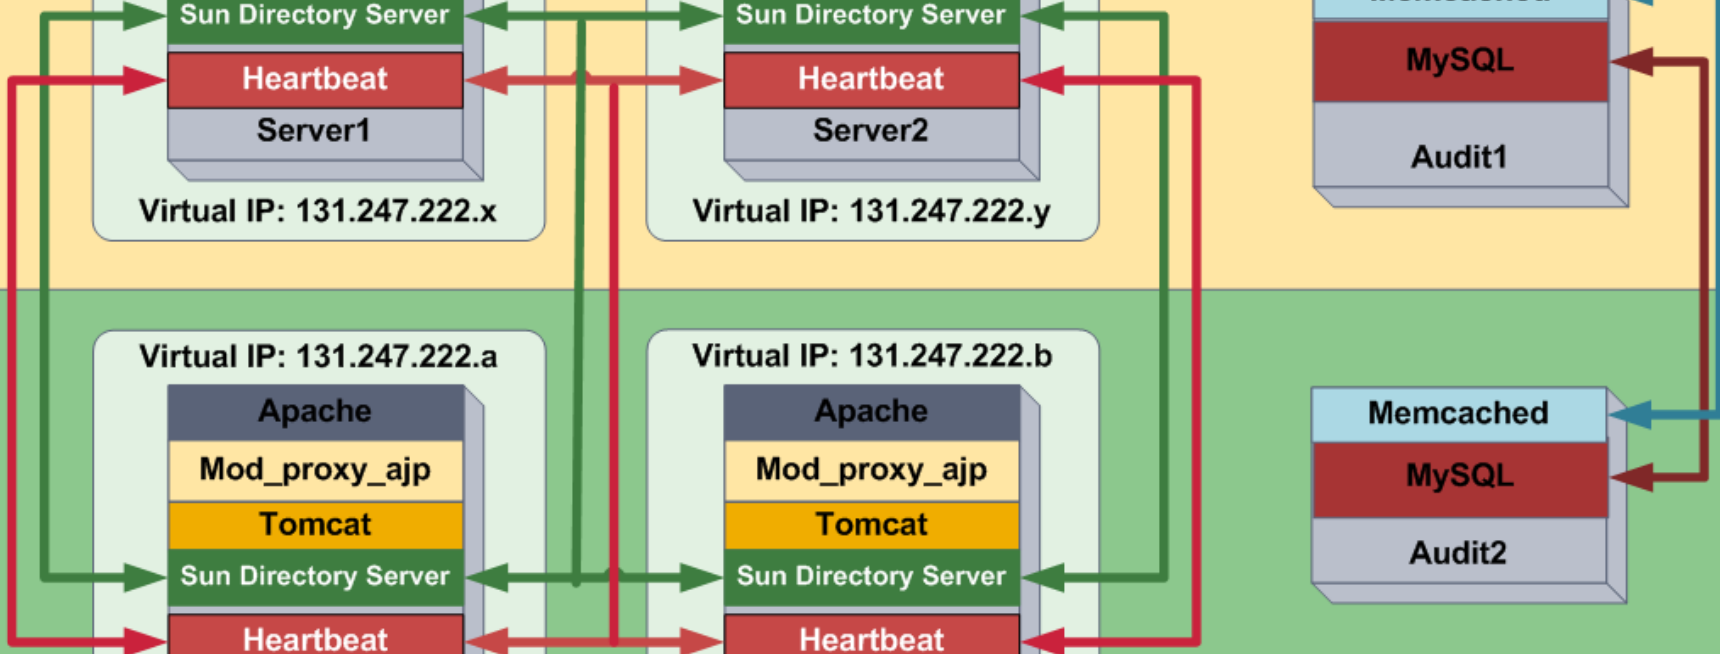 Sun Directory Server
Heartbeat
Server1
Virtual IP: 131.247.222.x
Sun Directory Server
Heartbeat
Server2
Virtual IP: 131.247.222.y
Memcached
MySQL
Audit1
Virtual IP: 131.247.222.a
Apache
Mod_proxy_ajp
Tomcat
Sun Directory Server
Heartbeat
Virtual IP: 131.247.222.b
Apache
Mod_proxy_ajp
Tomcat
Sun Directory Server
Heartbeat
Memcached
MySQL
Audit2